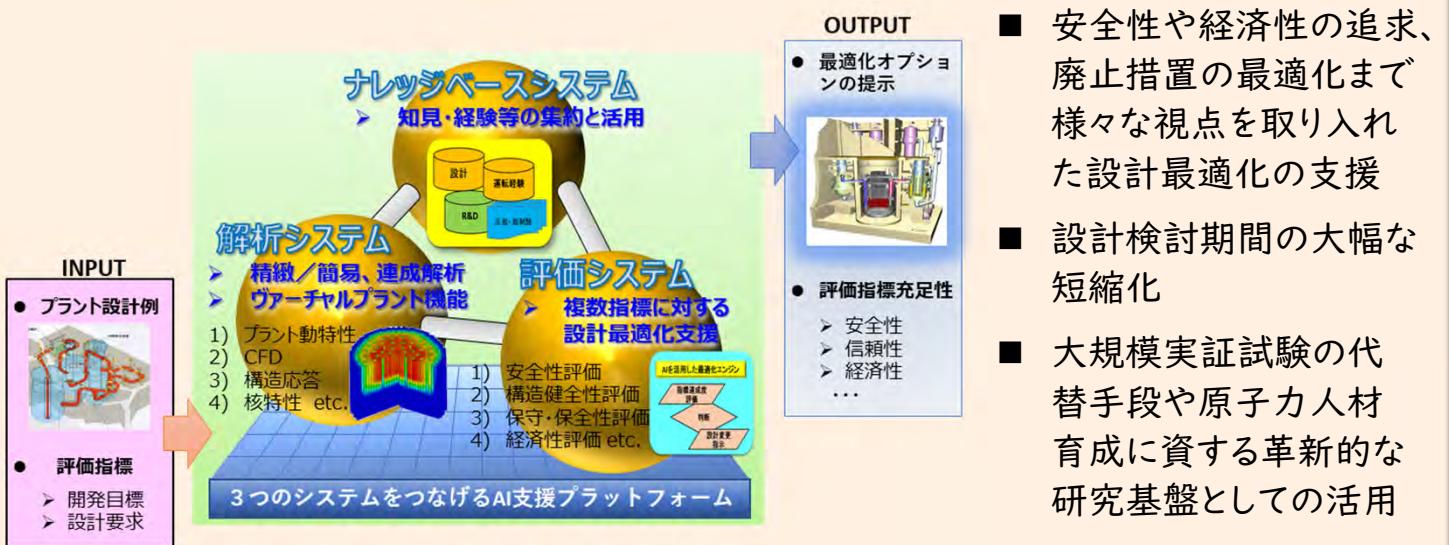 INPUT
● プラント設計例
● 評価指標
➢ 開発目標
➢ 設計要求
ナレッジベースシステム
➢ 知見・経験等の集約と活用
設計
運転経験
R&D
解析システム
➢ 精緻／簡易、連成解析
➢ ヴァーチャルプラント機能
1) プラント動特性
2) CFD
3) 構造応答
4) 核特性 etc.
評価システム
➢ 複数指標に対する
設計最適化支援
1) 安全性評価
2) 構造健全性評価
3) 保守・保全性評価
4) 経済性評価 etc.
AIを活用した最適化エンジン
指標達成度
評価
判断
設計変更
指示
３つのシステムをつなげるAI支援プラットフォーム
OUTPUT
● 最適化オプショ
ンの提示
● 評価指標充足性
➢ 安全性
➢ 信頼性
➢ 経済性
・・・
■ 安全性や経済性の追求、
廃止措置の最適化まで
様々な視点を取り入れ
た設計最適化の支援
■ 設計検討期間の大幅な
短縮化
■ 大規模実証試験の代
替手段や原子力人材
育成に資する革新的な
研究基盤としての活用